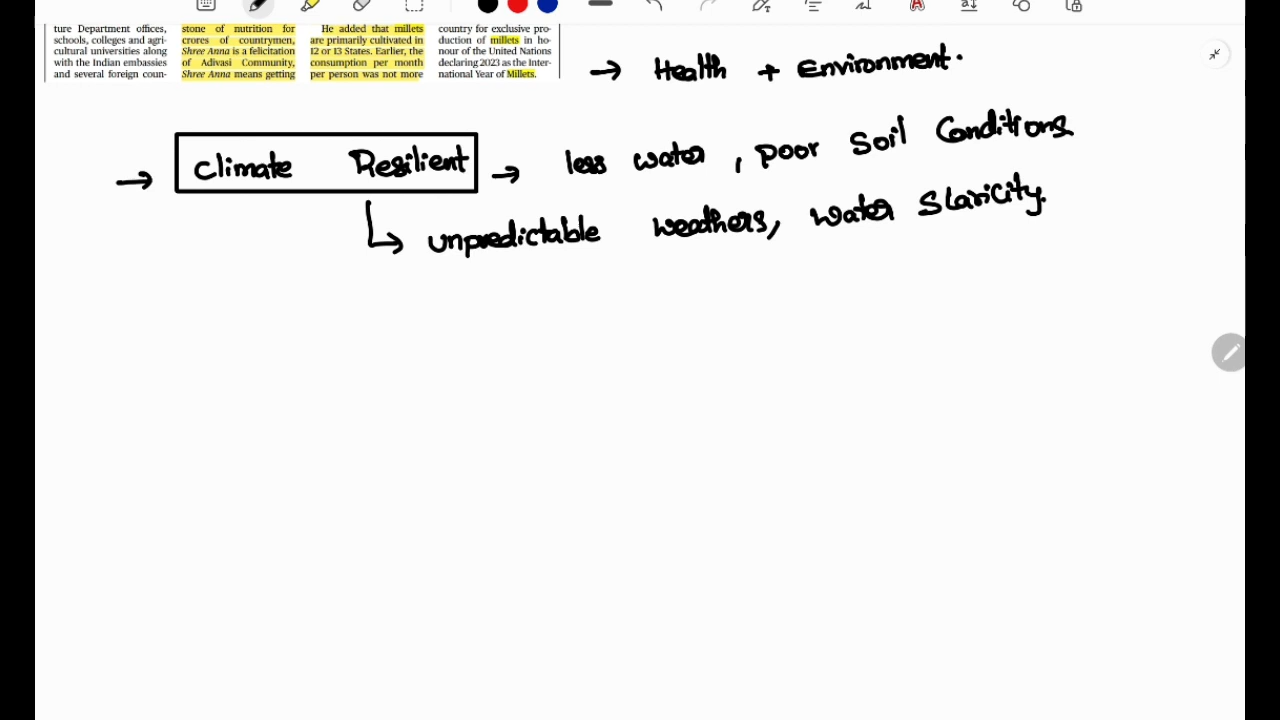 ture Department offices,
schools, colleges and agri-
cultural universities along
with the Indian embassies
and several foreign coun-
stone of nutrition for
crores of countrymen,
Shree Anna is a felicitation
of Adivasi Community,
Shree Anna means getting
He added that millets
are primarily cultivated in
12 or 13 States. Earlier, the
consumption per month
per person was not more
country for exclusive pro-
duction of millets in ho-
nour of the United Nations
declaring 2023 as the Inter-
national Year of Millets.
→ Health + Environment.
→ Climate Resilient → less water, poor soil Conditions
unpredictable weathers, water Slaricity.